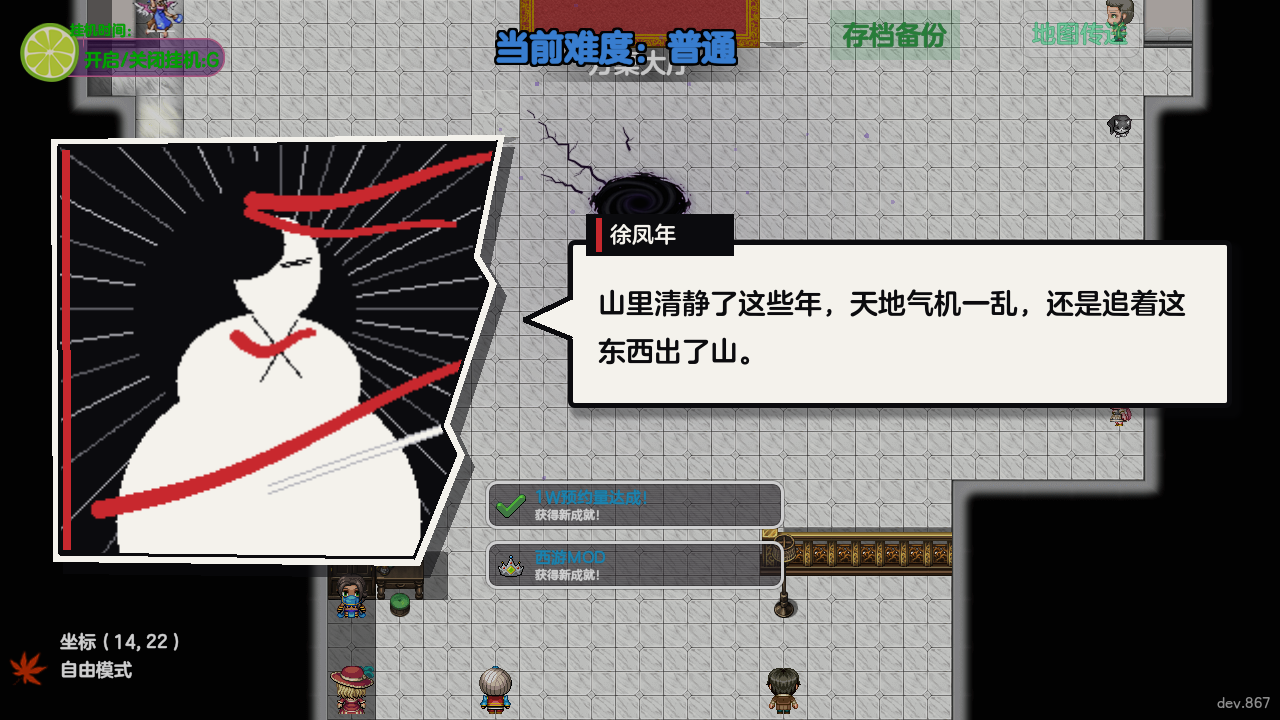 挂机时间:
开启/关闭挂机:G
当前难度：普通
万象大厅
存档备份
地图传送
徐凤年
山里清静了这些年，天地气机一乱，还是追着这
东西出了山。
1W预约量达成!
获得新成就!
西游MOD
获得新成就!
坐标 ( 14, 22 )
自由模式
dev.867